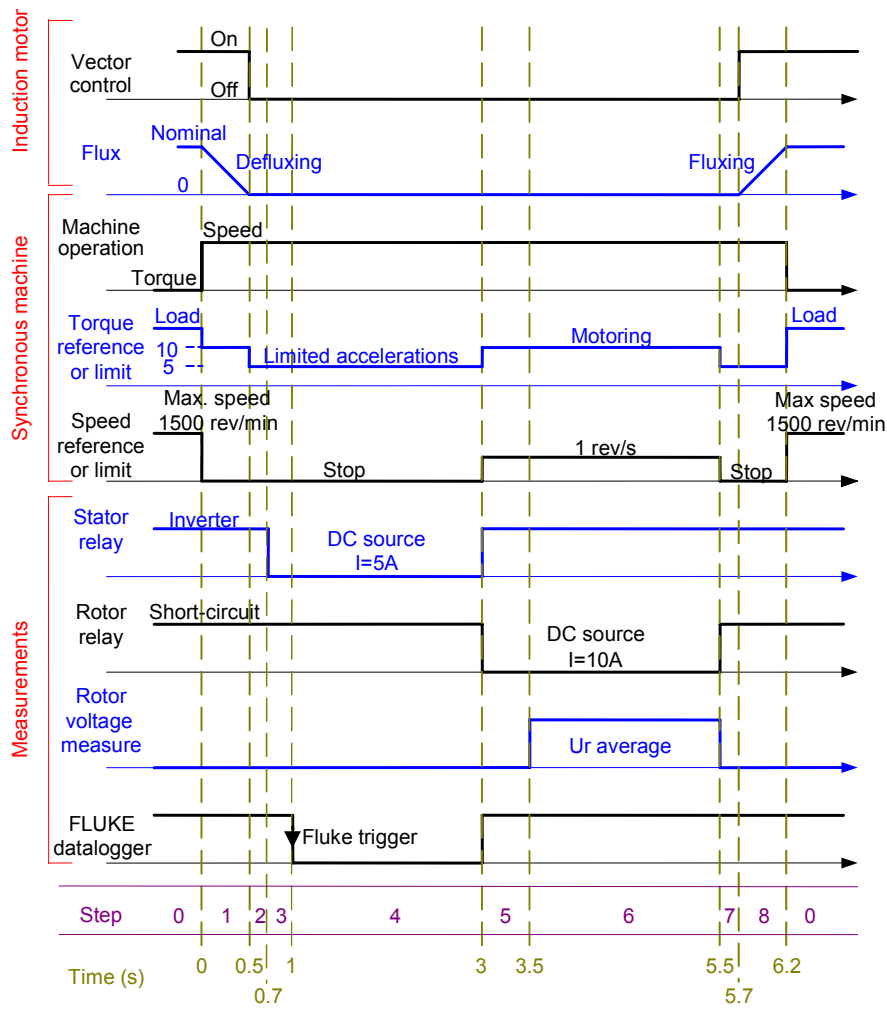 Induction motor
Vector
control
On
Off
Flux
Nominal
0
Defluxing
Fluxing
Synchronous machine
Machine
operation
Speed
Torque
Torque
reference
or limit
Load
10
5
Limited accelerations
Motoring
Load
Speed
reference
or limit
Max. speed
1500 rev/min
Stop
1 rev/s
Stop
Max speed
1500 rev/min
Measurements
Stator
relay
Inverter
DC source
I=5A
Rotor
relay
Short-circuit
DC source
I=10A
Rotor
voltage
measure
Ur average
FLUKE
datalogger
Fluke trigger
Step 0 1 2 3 4 5 6 7 8 0
Time (s) 0 0.5 1 3 3.5 5.5 6.2
0.7 5.7